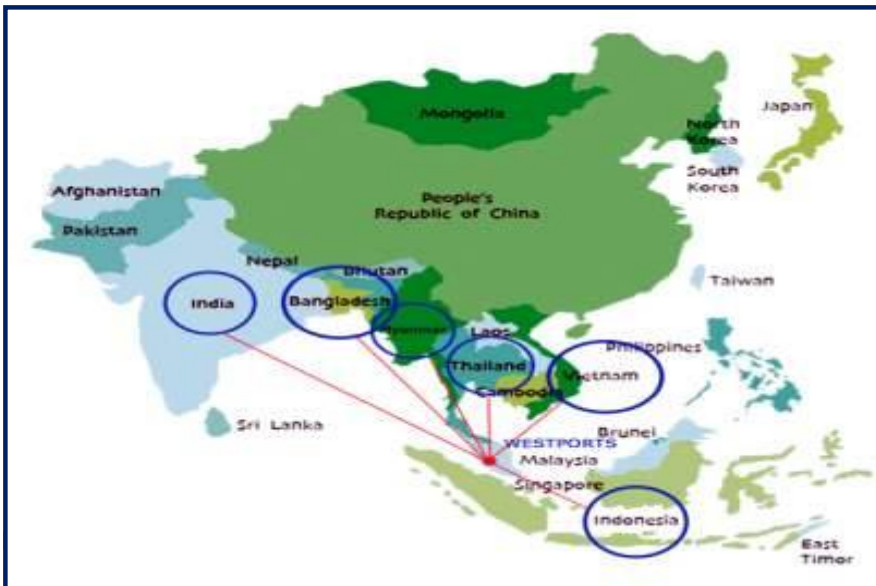 Mongolia
Japan
North
Korea
South
Korea
Afghanistan
People's
Republic of China
Pakistan
Nepal
Bhutan
Taiwan
India
Bangladesh
Myanmar
Laos
Philippines
Thailand
Vietnam
Cambodia
Sri Lanka
Brunei
WESTPORTS
Malaysia
Singapore
Indonesia
East
Timor